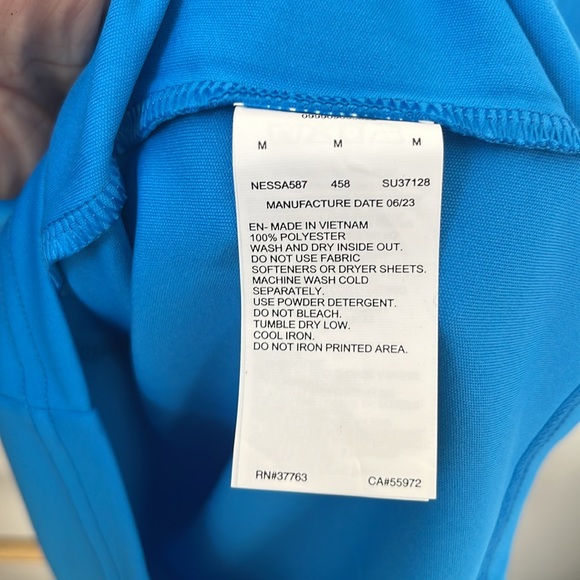 M M M
NESSA587 458 SU37128
MANUFACTURE DATE 06/23
EN- MADE IN VIETNAM
100% POLYESTER
WASH AND DRY INSIDE OUT.
DO NOT USE FABRIC
SOFTENERS OR DRYER SHEETS.
MACHINE WASH COLD
SEPARATELY.
USE POWDER DETERGENT.
DO NOT BLEACH.
TUMBLE DRY LOW.
COOL IRON.
DO NOT IRON PRINTED AREA.
RN#37763 CA#55972